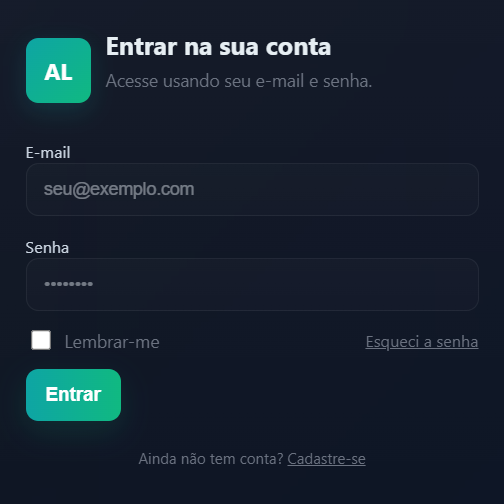 AL
Entrar na sua conta
Acesse usando seu e-mail e senha.
E-mail
seu@exemplo.com
Senha
••••••••
Lembrar-me
Esqueci a senha
Entrar
Ainda não tem conta? Cadastre-se